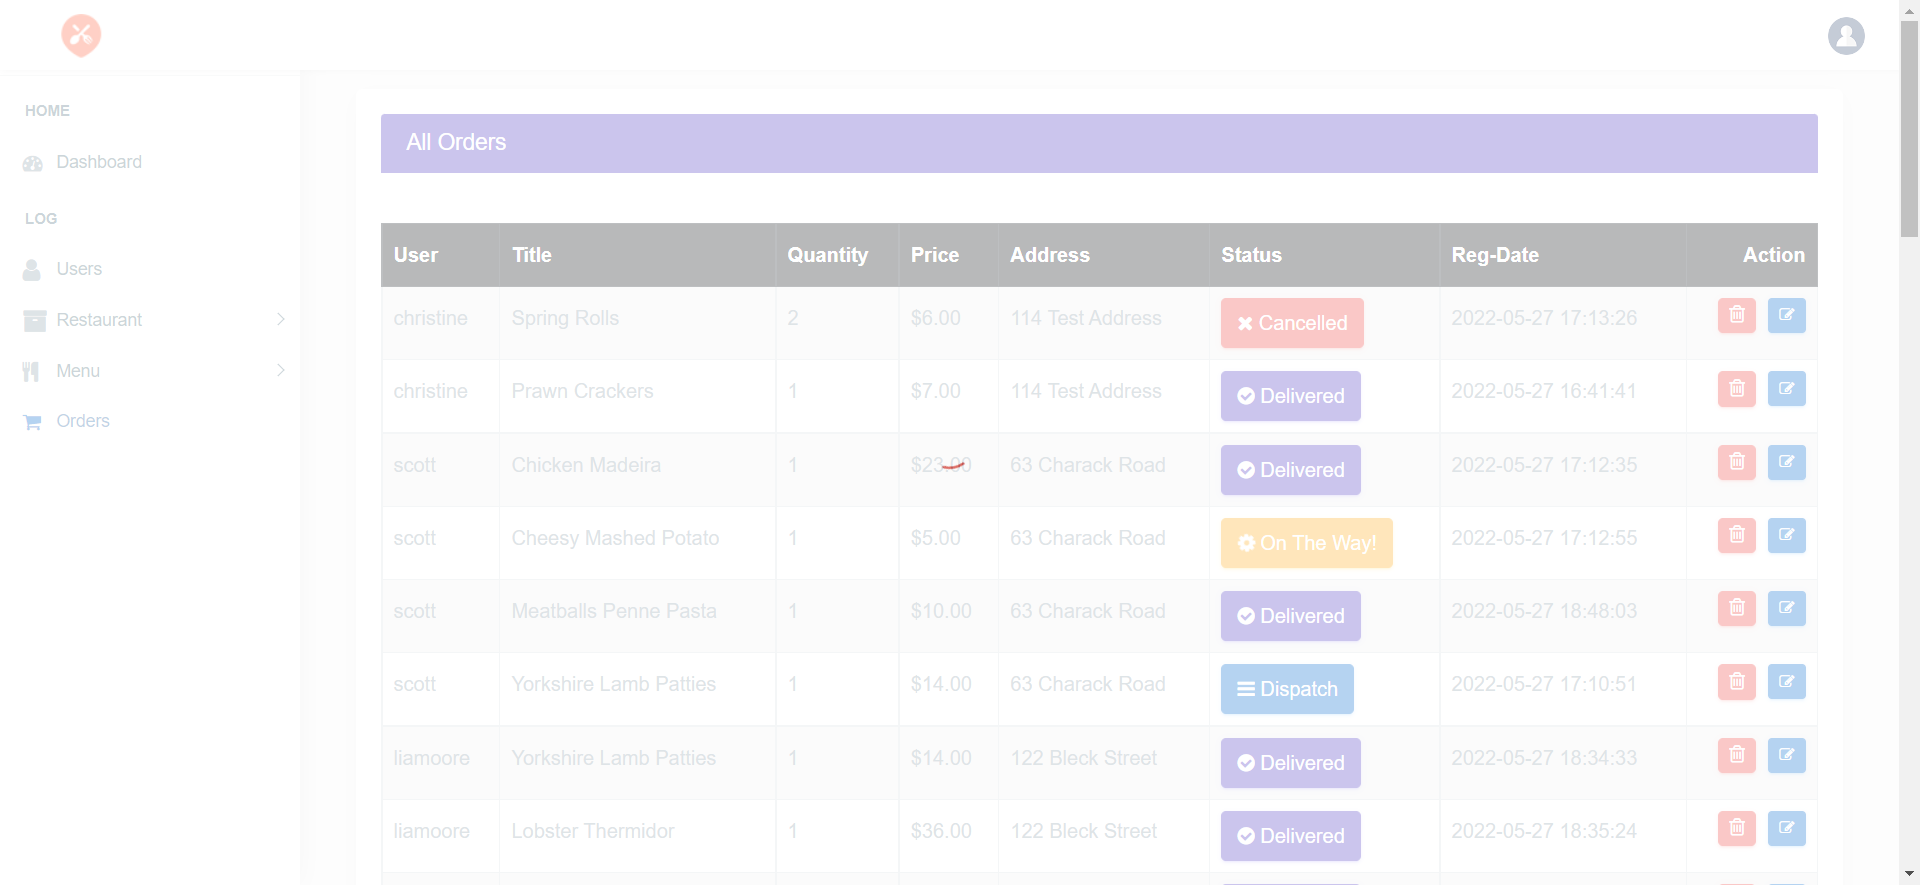 HOME
Dashboard
LOG
Users
Restaurant
Menu
Orders
All Orders
User Title Quantity Price Address Status Reg-Date Action
christine Spring Rolls 2 $6.00 114 Test Address Cancelled 2022-05-27 17:13:26
christine Prawn Crackers 1 $7.00 114 Test Address Delivered 2022-05-27 16:41:41
scott Chicken Madeira 1 $23.00 63 Charack Road Delivered 2022-05-27 17:12:35
scott Cheesy Mashed Potato 1 $5.00 63 Charack Road On The Way! 2022-05-27 17:12:55
scott Meatballs Penne Pasta 1 $10.00 63 Charack Road Delivered 2022-05-27 18:48:03
scott Yorkshire Lamb Patties 1 $14.00 63 Charack Road Dispatch 2022-05-27 17:10:51
liamoore Yorkshire Lamb Patties 1 $14.00 122 Bleck Street Delivered 2022-05-27 18:34:33
liamoore Lobster Thermidor 1 $36.00 122 Bleck Street Delivered 2022-05-27 18:35:24